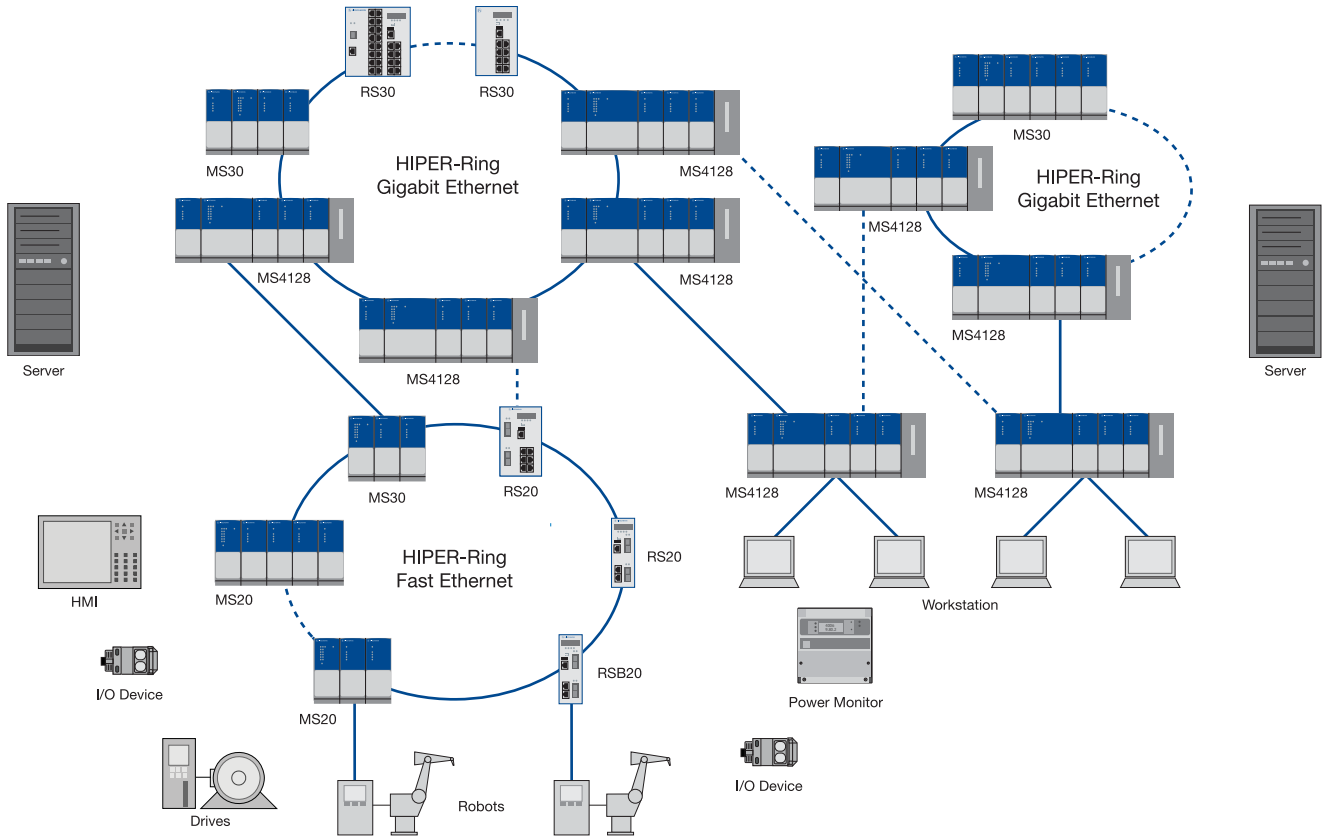 RS30
RS30
MS30
MS4128
MS30
HIPER-Ring
Gigabit Ethernet
HIPER-Ring
Gigabit Ethernet
MS4128
MS4128
MS4128
MS4128
MS4128
Server
Server
MS30
RS20
MS4128
MS4128
HIPER-Ring
Fast Ethernet
RS20
HMI
MS20
Workstation
RSB20
I/O Device
MS20
Power Monitor
I/O Device
Robots
Drives